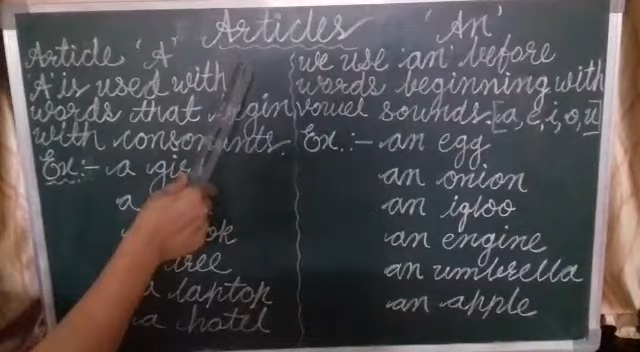 Articles
Article 'A'
'A' is used with
words that
with consonants.
Ex:- a
a
a laptop
a hotel
'An'
we use 'an' before
words beginning with
vowel sounds. [a, e, i, o, u]
Ex.:- an egg
an onion
an igloo
an engine
an umbrella
an apple